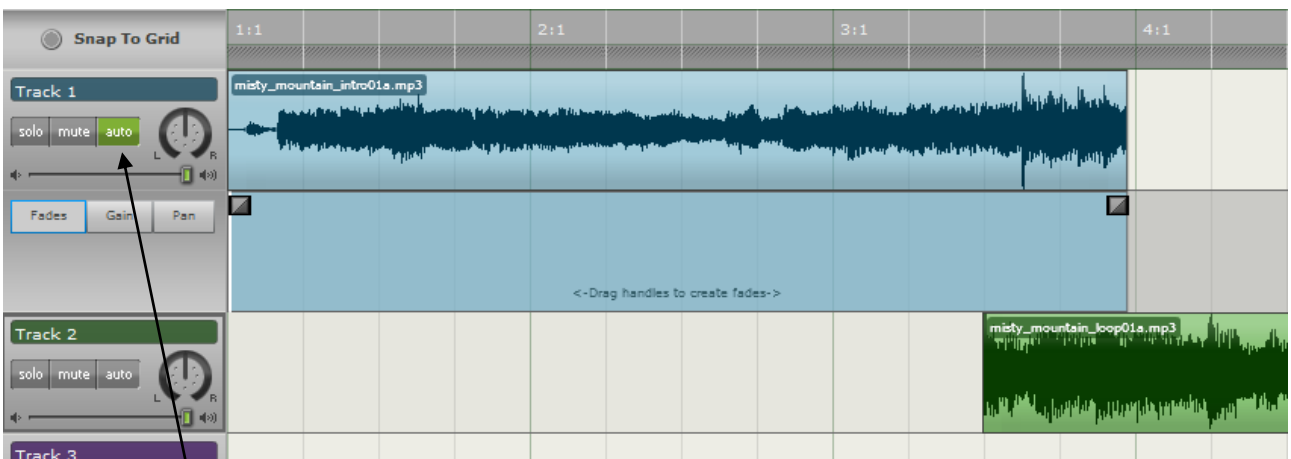 Snap To Grid
1:1 2:1 3:1 4:1
Track 1
misty_mountain_intro01a.mp3
solo mute auto
L R
Fades Gain Pan
<-Drag handles to create fades->
Track 2
misty_mountain_loop01a.mp3
solo mute auto
L R
Track 3